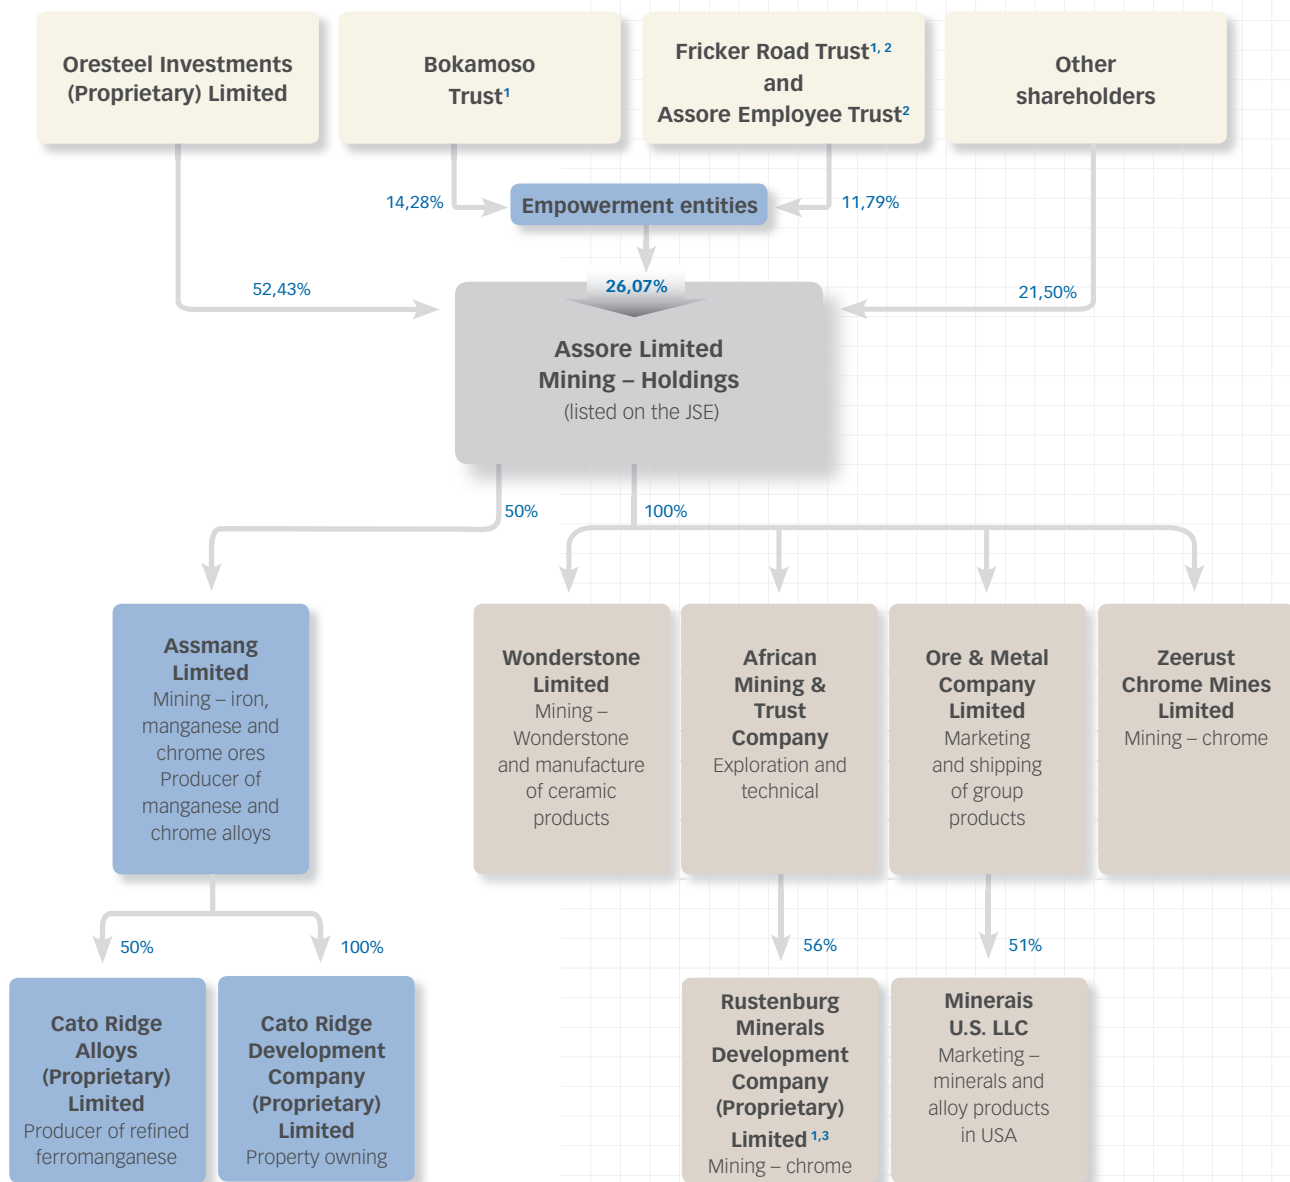 Oresteel Investments
(Proprietary) Limited
Bokamoso
Trust1
Fricker Road Trust1, 2
and
Assore Employee Trust2
Other
shareholders
14,28%
Empowerment entities
11,79%
52,43%
26,07%
21,50%
Assore Limited
Mining – Holdings
(listed on the JSE)
50%
100%
Assmang
Limited
Mining – iron,
manganese and
chrome ores
Producer of
manganese and
chrome alloys
Wonderstone
Limited
Mining –
Wonderstone
and manufacture
of ceramic
products
African
Mining &
Trust
Company
Exploration and
technical
Ore & Metal
Company
Limited
Marketing
and shipping
of group
products
Zeerust
Chrome Mines
Limited
Mining – chrome
50%
100%
56%
51%
Cato Ridge
Alloys
(Proprietary)
Limited
Producer of refined
ferromanganese
Cato Ridge
Development
Company
(Proprietary)
Limited
Property owning
Rustenburg
Minerals
Development
Company
(Proprietary)
Limited 1,3
Mining – chrome
Minerais
U.S. LLC
Marketing –
minerals and
alloy products
in USA